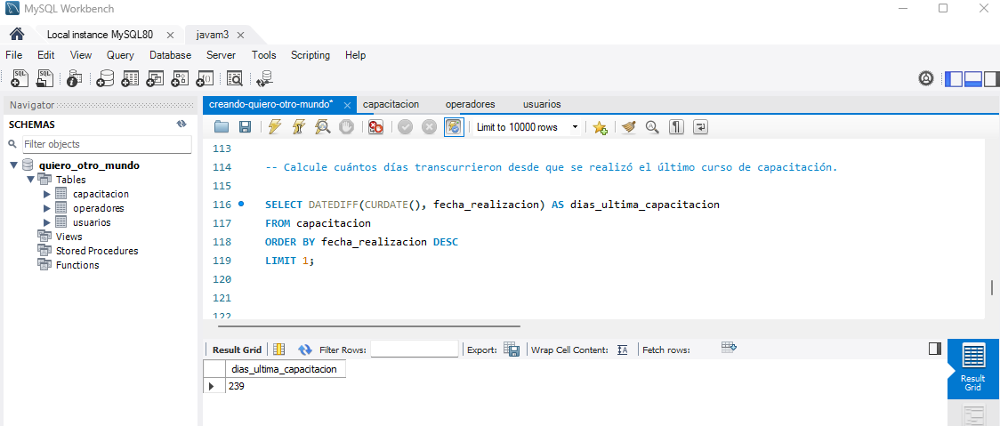 MySQL Workbench
Local instance MySQL80 javam3
File Edit View Query Database Server Tools Scripting Help
Navigator
SCHEMAS
Filter objects
quiero_otro_mundo
Tables
capacitacion
operadores
usuarios
Views
Stored Procedures
Functions
creando-quiero-otro-mundo* capacitacion operadores usuarios
Limit to 10000 rows
113
114 -- Calcule cuántos días transcurrieron desde que se realizó el último curso de capacitación.
115
116 SELECT DATEDIFF(CURDATE(), fecha_realizacion) AS dias_ultima_capacitacion
117 FROM capacitacion
118 ORDER BY fecha_realizacion DESC
119 LIMIT 1;
120
121
122
Result Grid Filter Rows: Export: Wrap Cell Content: Fetch rows:
dias_ultima_capacitacion
239
Result
Grid